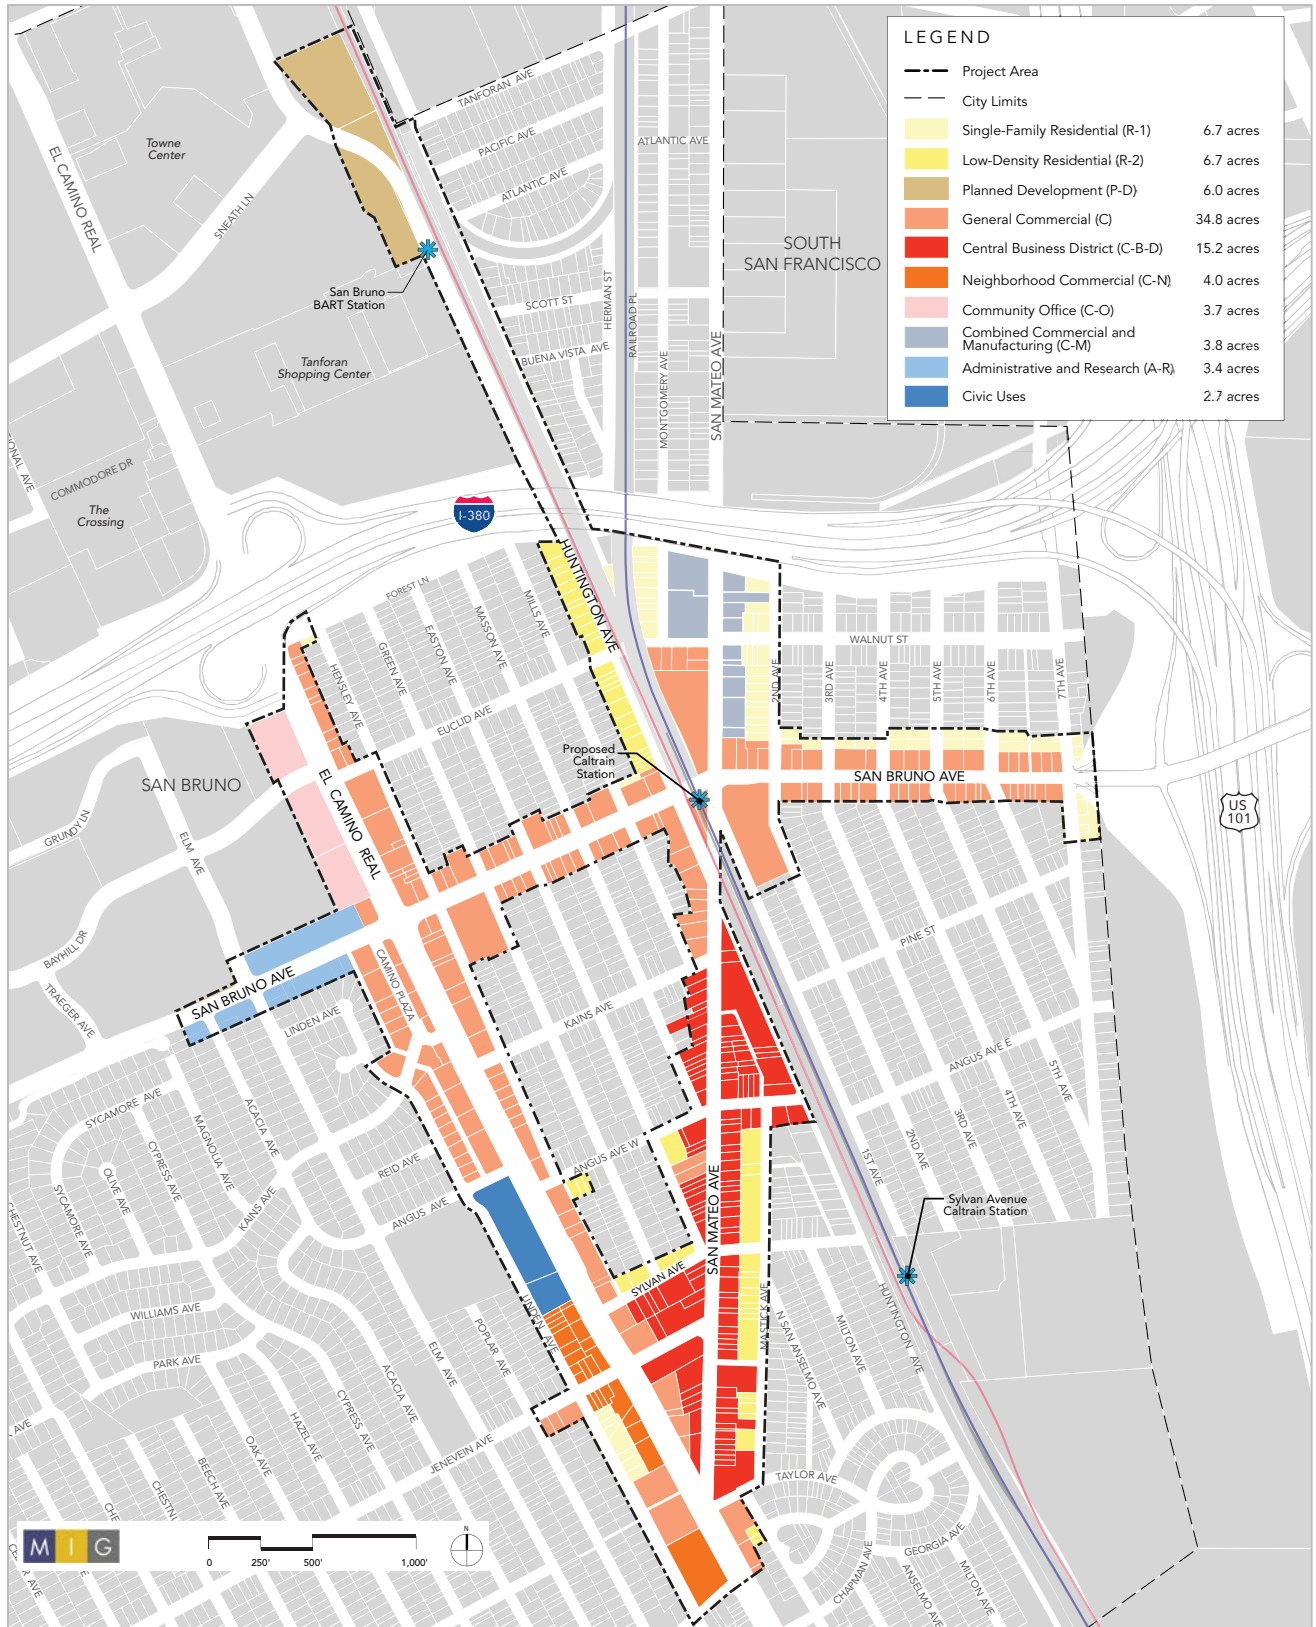 LEGEND
Project Area
City Limits
Single-Family Residential (R-1) 6.7 acres
Low-Density Residential (R-2) 6.7 acres
Planned Development (P-D) 6.0 acres
General Commercial (C) 34.8 acres
Central Business District (C-B-D) 15.2 acres
Neighborhood Commercial (C-N) 4.0 acres
Community Office (C-O) 3.7 acres
Combined Commercial and
Manufacturing (C-M) 3.8 acres
Administrative and Research (A-R) 3.4 acres
Civic Uses 2.7 acres
TANFORAN AVE
PACIFIC AVE
ATLANTIC AVE
ATLANTIC AVE
Towne
Center
EL CAMINO REAL
SNEATH LN
SOUTH
SAN FRANCISCO
San Bruno
BART Station
SCOTT ST
HERMAN ST
RAILROAD PL
BUENA VISTA AVE
MONTGOMERY AVE
SAN MATEO AVE
Tanforan
Shopping Center
IONAL AVE
COMMODORE DR
The
Crossing
I-380
HUNTINGTON AVE
FOREST LN
MILLS AVE
MASSON AVE
EASTON AVE
GREEN AVE
HENSLEY AVE
EUCLID AVE
WALNUT ST
2ND AVE
3RD AVE
4TH AVE
5TH AVE
6TH AVE
7TH AVE
Proposed
Caltrain
Station
SAN BRUNO AVE
SAN BRUNO
EL CAMINO REAL
US
101
GRUNDY LN
ELM AVE
BAYHILL DR
TRAEGER AVE
SAN BRUNO AVE
CAMINO PLAZA
LINDEN AVE
PINE ST
KAINS AVE
ANGUS AVE E
5TH AVE
4TH AVE
3RD AVE
2ND AVE
1ST AVE
SYCAMORE AVE
ACACIA AVE
MAGNOLIA AVE
CYPRESS AVE
OLIVE AVE
SYCAMORE AVE
CHESTNUT AVE
KAINS AVE
REID AVE
ANGUS AVE
ANGUS AVE W
SAN MATEO AVE
Sylvan Avenue
Caltrain Station
SYLVAN AVE
HUNTINGTON AVE
MASTICK AVE
N SAN ANSELMO AVE
MILTON AVE
WILLIAMS AVE
PARK AVE
LINDEN AVE
POPLAR AVE
ELM AVE
ACACIA AVE
CYPRESS AVE
HAZEL AVE
OAK AVE
BEECH AVE
CHESTNU
CHE
AVE
JENEVEIN AVE
TAYLOR AVE
GEORGIA AVE
CHAPMAN AVE
ANSELMO AVE
MILTON AVE
MIG
0 250' 500' 1,000'
N